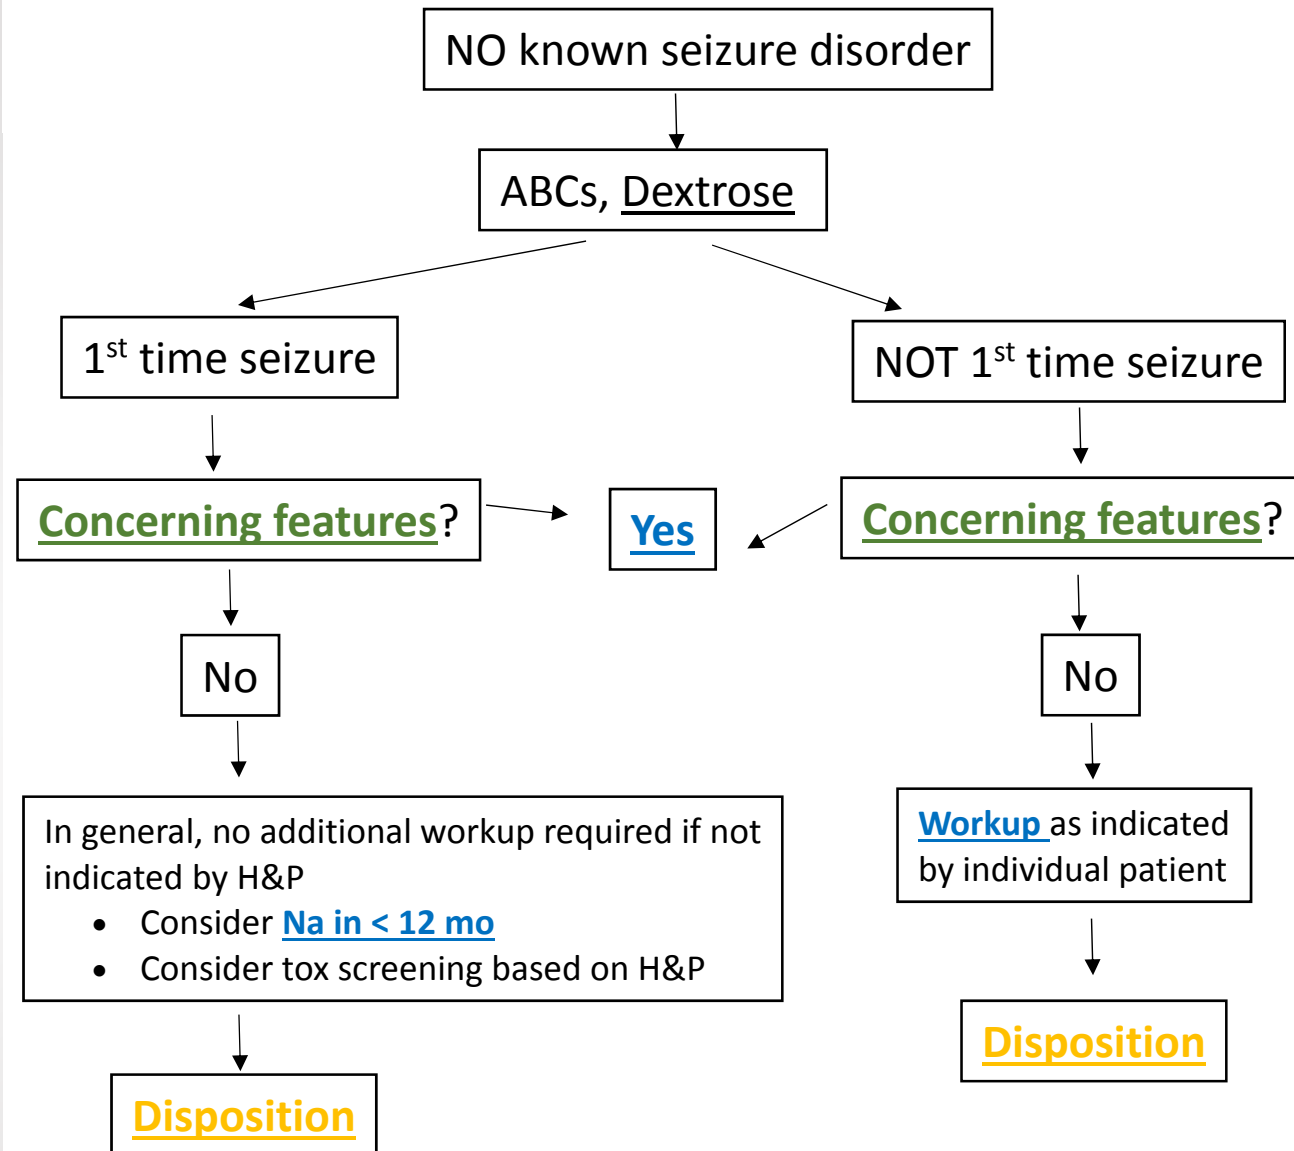 NO known seizure disorder
ABCs, Dextrose
1st time seizure
NOT 1st time seizure
Concerning features?
Yes
Concerning features?
No
No
In general, no additional workup required if not
indicated by H&P
• Consider Na in < 12 mo
• Consider tox screening based on H&P
Workup as indicated
by individual patient
Disposition
Disposition